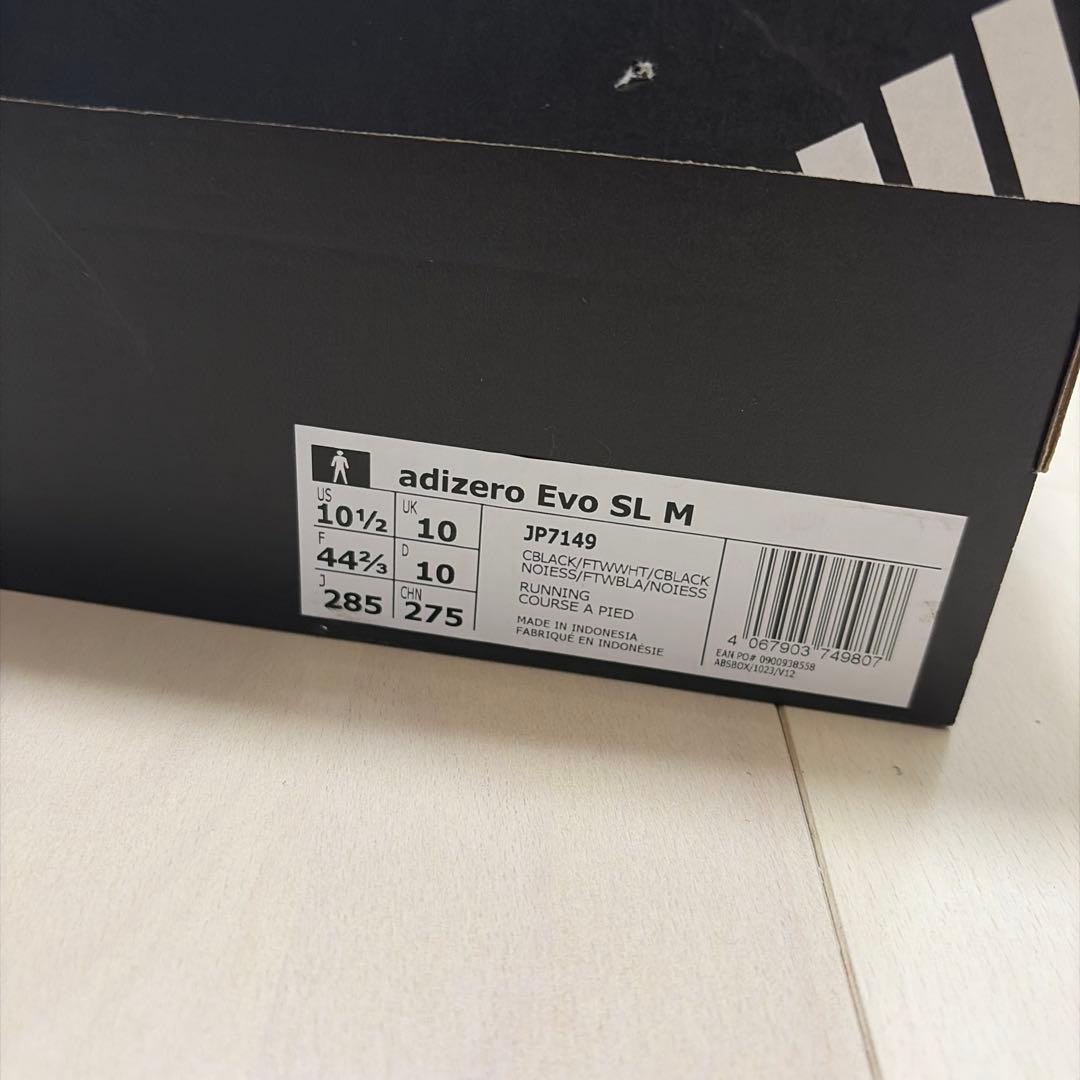 adizero Evo SL M
US
10½
UK
10
F
44⅔
D
10
J
285
CHN
275
JP7149
CBLACK/FTWWHT/CBLACK
NOIESS/FTWBLA/NOIESS
RUNNING
COURSE A PIED
MADE IN INDONESIA
FABRIQUÉ EN INDONÉSIE
4 067903 749807
EAN PO# 0900938558
ABSBOX/1023/V12